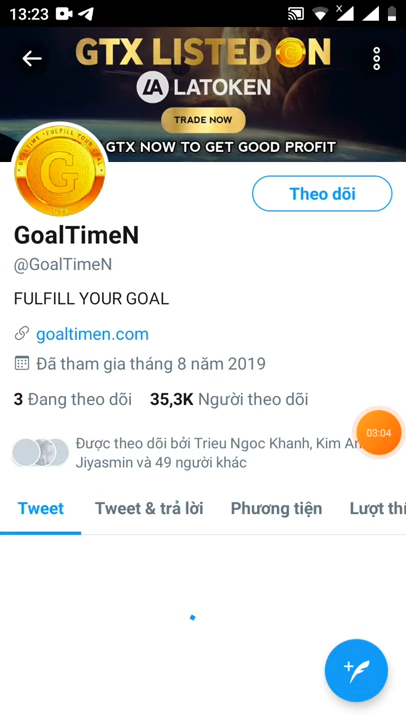 13:23
GTX LISTED ON
LATOKEN
TRADE NOW
GTX NOW TO GET GOOD PROFIT
Theo dõi
GoalTimeN
@GoalTimeN
FULFILL YOUR GOAL
goaltimen.com
Đã tham gia tháng 8 năm 2019
3 Đang theo dõi 35,3K Người theo dõi
03:04
Được theo dõi bởi Trieu Ngoc Khanh, Kim An
Jiyasmin và 49 người khác
Tweet Tweet & trả lời Phương tiện Lượt thí